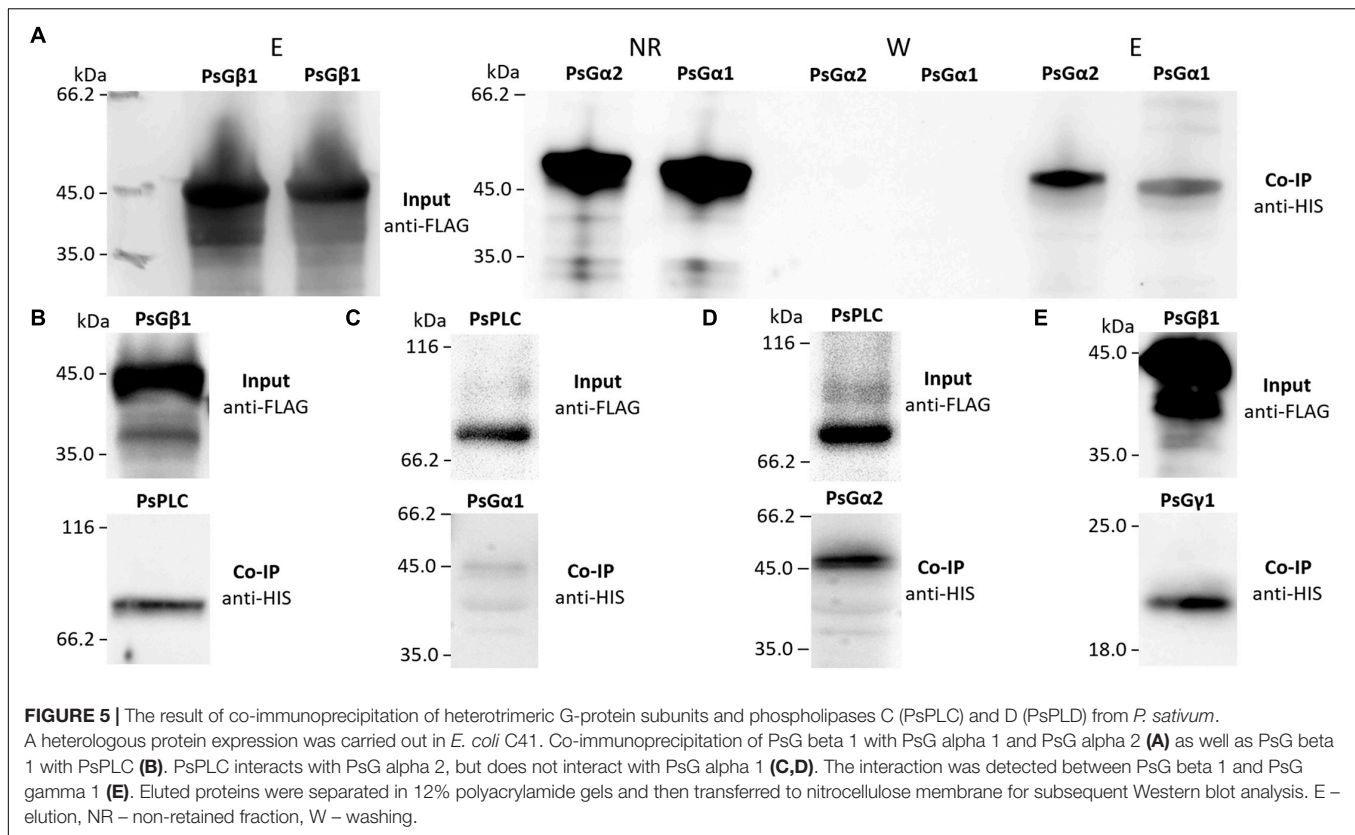 A
E
NR
W
E
kDa
PsGβ1
PsGβ1
PsGα2
PsGα1
PsGα2
PsGα1
PsGα2
PsGα1
66.2
66.2
45.0
Input
45.0
Co-IP
anti-FLAG
anti-HIS
35.0
35.0
B
kDa
PsGβ1
45.0
Input
anti-FLAG
35.0
PsPLC
116
Co-IP
anti-HIS
66.2
C
kDa
PsPLC
116
Input
anti-FLAG
66.2
PsGα1
66.2
45.0
Co-IP
anti-HIS
35.0
D
kDa
PsPLC
116
Input
anti-FLAG
66.2
PsGα2
66.2
45.0
Co-IP
anti-HIS
35.0
E
kDa
PsGβ1
45.0
Input
anti-FLAG
35.0
PsGγ1
25.0
Co-IP
anti-HIS
18.0
FIGURE 5 | The result of co-immunoprecipitation of heterotrimeric G-protein subunits and phospholipases C (PsPLC) and D (PsPLD) from P. sativum.
A heterologous protein expression was carried out in E. coli C41. Co-immunoprecipitation of PsG beta 1 with PsG alpha 1 and PsG alpha 2 (A) as well as PsG beta
1 with PsPLC (B). PsPLC interacts with PsG alpha 2, but does not interact with PsG alpha 1 (C,D). The interaction was detected between PsG beta 1 and PsG
gamma 1 (E). Eluted proteins were separated in 12% polyacrylamide gels and then transferred to nitrocellulose membrane for subsequent Western blot analysis. E –
elution, NR – non-retained fraction, W – washing.